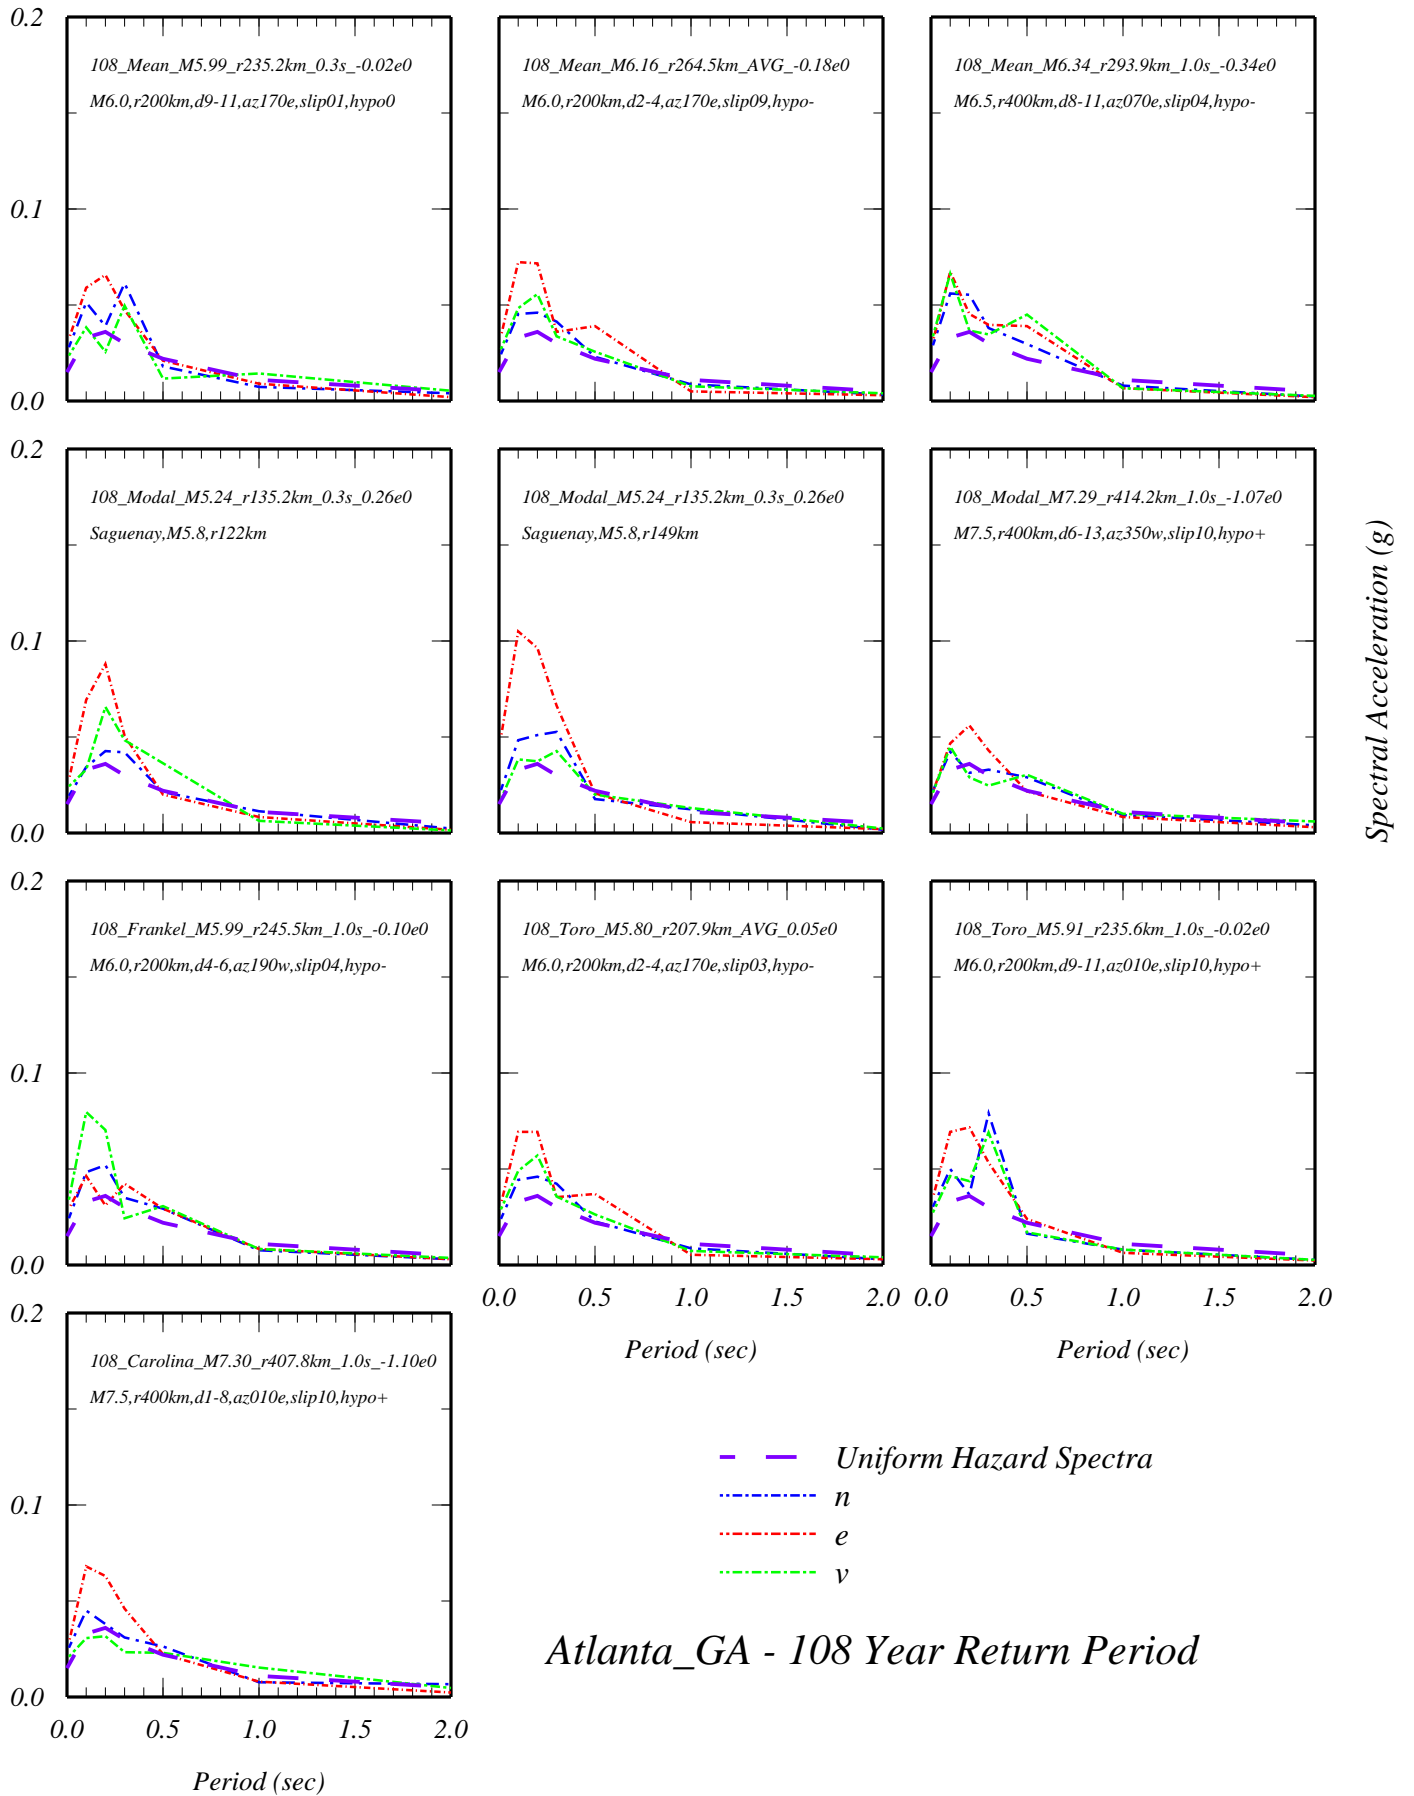 0.2
108_Mean_M5.99_r235.2km_0.3s_-0.02e0
M6.0,r200km,d9-11,az170e,slip01,hypo0
0.1
0.0
108_Mean_M6.16_r264.5km_AVG_-0.18e0
M6.0,r200km,d2-4,az170e,slip09,hypo-
108_Mean_M6.34_r293.9km_1.0s_-0.34e0
M6.5,r400km,d8-11,az070e,slip04,hypo-
0.2
108_Modal_M5.24_r135.2km_0.3s_0.26e0
Saguenay,M5.8,r122km
0.1
0.0
108_Modal_M5.24_r135.2km_0.3s_0.26e0
Saguenay,M5.8,r149km
108_Modal_M7.29_r414.2km_1.0s_-1.07e0
M7.5,r400km,d6-13,az350w,slip10,hypo+
Spectral Acceleration (g)
0.2
108_Frankel_M5.99_r245.5km_1.0s_-0.10e0
M6.0,r200km,d4-6,az190w,slip04,hypo-
0.1
0.0
108_Toro_M5.80_r207.9km_AVG_0.05e0
M6.0,r200km,d2-4,az170e,slip03,hypo-
0.0 0.5 1.0 1.5 2.0
Period (sec)
108_Toro_M5.91_r235.6km_1.0s_-0.02e0
M6.0,r200km,d9-11,az010e,slip10,hypo+
0.0 0.5 1.0 1.5 2.0
Period (sec)
0.2
108_Carolina_M7.30_r407.8km_1.0s_-1.10e0
M7.5,r400km,d1-8,az010e,slip10,hypo+
0.1
0.0
0.0 0.5 1.0 1.5 2.0
Period (sec)
Uniform Hazard Spectra
n
e
v
Atlanta_GA - 108 Year Return Period